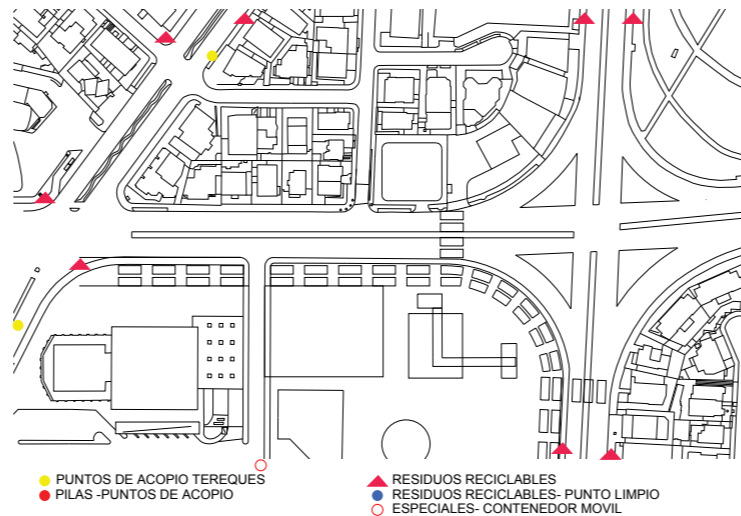 PUNTOS DE ACOPIO TEREQUES
PILAS -PUNTOS DE ACOPIO
RESIDUOS RECICLABLES
RESIDUOS RECICLABLES- PUNTO LIMPIO
ESPECIALES- CONTENEDOR MOVIL